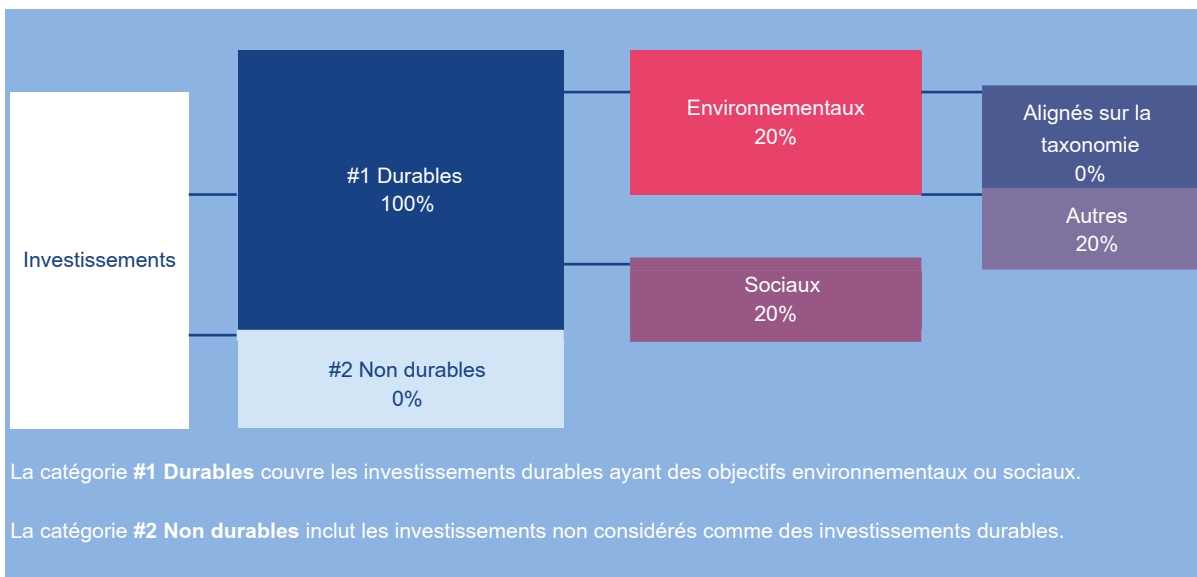 Investissements
#1 Durables
100%
#2 Non durables
0%
Environnementaux
20%
Sociaux
20%
Alignés sur la
taxonomie
0%
Autres
20%
La catégorie #1 Durables couvre les investissements durables ayant des objectifs environnementaux ou sociaux.
La catégorie #2 Non durables inclut les investissements non considérés comme des investissements durables.